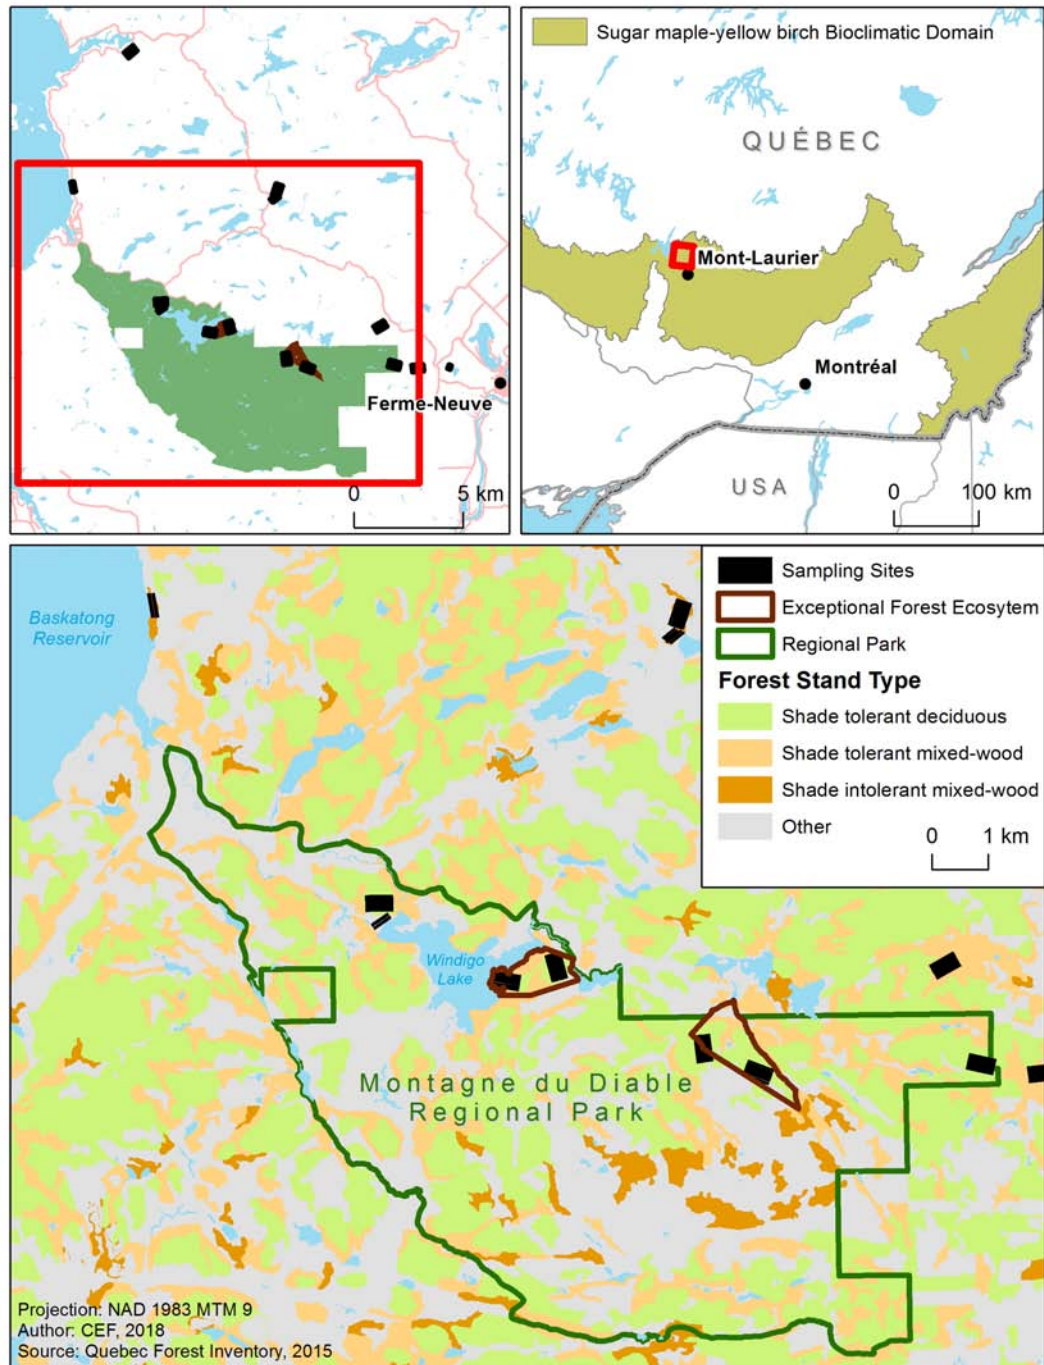 Ferme-Neuve
0 5 km
Sugar maple-yellow birch Bioclimatic Domain
QUÉBEC
Mont-Laurier
Montréal
USA
0 100 km
Baskatong
Reservoir
Sampling Sites
Exceptional Forest Ecosytem
Regional Park
Forest Stand Type
Shade tolerant deciduous
Shade tolerant mixed-wood
Shade intolerant mixed-wood
Other
0 1 km
Windigo
Lake
Montagne du Diable
Regional Park
Projection: NAD 1983 MTM 9
Author: CEF, 2018
Source: Quebec Forest Inventory, 2015